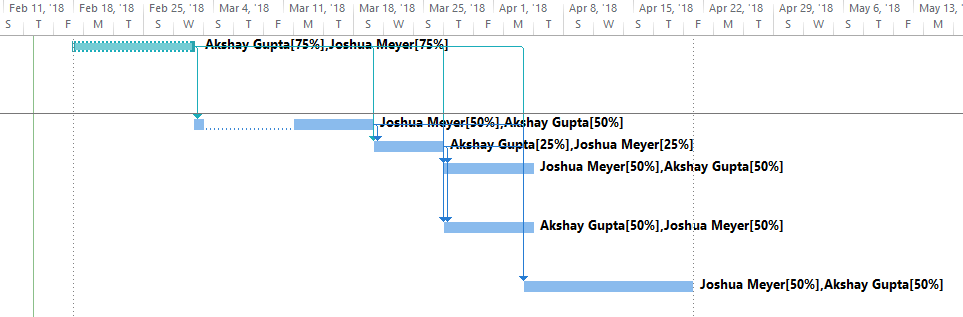 Feb 11, '18 Feb 18, '18 Feb 25, '18 Mar 4, '18 Mar 11, '18 Mar 18, '18 Mar 25, '18 Apr 1, '18 Apr 8, '18 Apr 15, '18 Apr 22, '18 Apr 29, '18 May 6, '18 May 13, '18
S W S T M F T S W S T M F T S W S T M F T S W S T M F T S W S T M
Akshay Gupta[75%],Joshua Meyer[75%]
Joshua Meyer[50%],Akshay Gupta[50%]
Akshay Gupta[25%],Joshua Meyer[25%]
Joshua Meyer[50%],Akshay Gupta[50%]
Akshay Gupta[50%],Joshua Meyer[50%]
Joshua Meyer[50%],Akshay Gupta[50%]